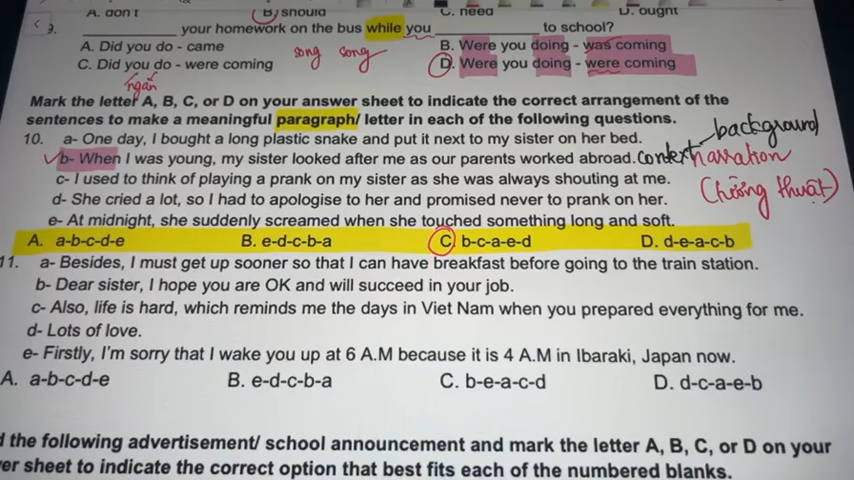 A. don't B. should C. need D. ought
9. __________ your homework on the bus while you __________ to school?
A. Did you do - came B. Were you doing - was coming
song song
C. Did you do - were coming D. Were you doing - were coming
ngắn
Mark the letter A, B, C, or D on your answer sheet to indicate the correct arrangement of the
sentences to make a meaningful paragraph/ letter in each of the following questions.
10. a- One day, I bought a long plastic snake and put it next to my sister on her bed.
background
b- When I was young, my sister looked after me as our parents worked abroad. context narration
c- I used to think of playing a prank on my sister as she was always shouting at me.
(tường thuật)
d- She cried a lot, so I had to apologise to her and promised never to prank on her.
e- At midnight, she suddenly screamed when she touched something long and soft.
A. a-b-c-d-e B. e-d-c-b-a C. b-c-a-e-d D. d-e-a-c-b
11. a- Besides, I must get up sooner so that I can have breakfast before going to the train station.
b- Dear sister, I hope you are OK and will succeed in your job.
c- Also, life is hard, which reminds me the days in Viet Nam when you prepared everything for me.
d- Lots of love.
e- Firstly, I'm sorry that I wake you up at 6 A.M because it is 4 A.M in Ibaraki, Japan now.
A. a-b-c-d-e B. e-d-c-b-a C. b-e-a-c-d D. d-c-a-e-b
the following advertisement/ school announcement and mark the letter A, B, C, or D on your
sheet to indicate the correct option that best fits each of the numbered blanks.